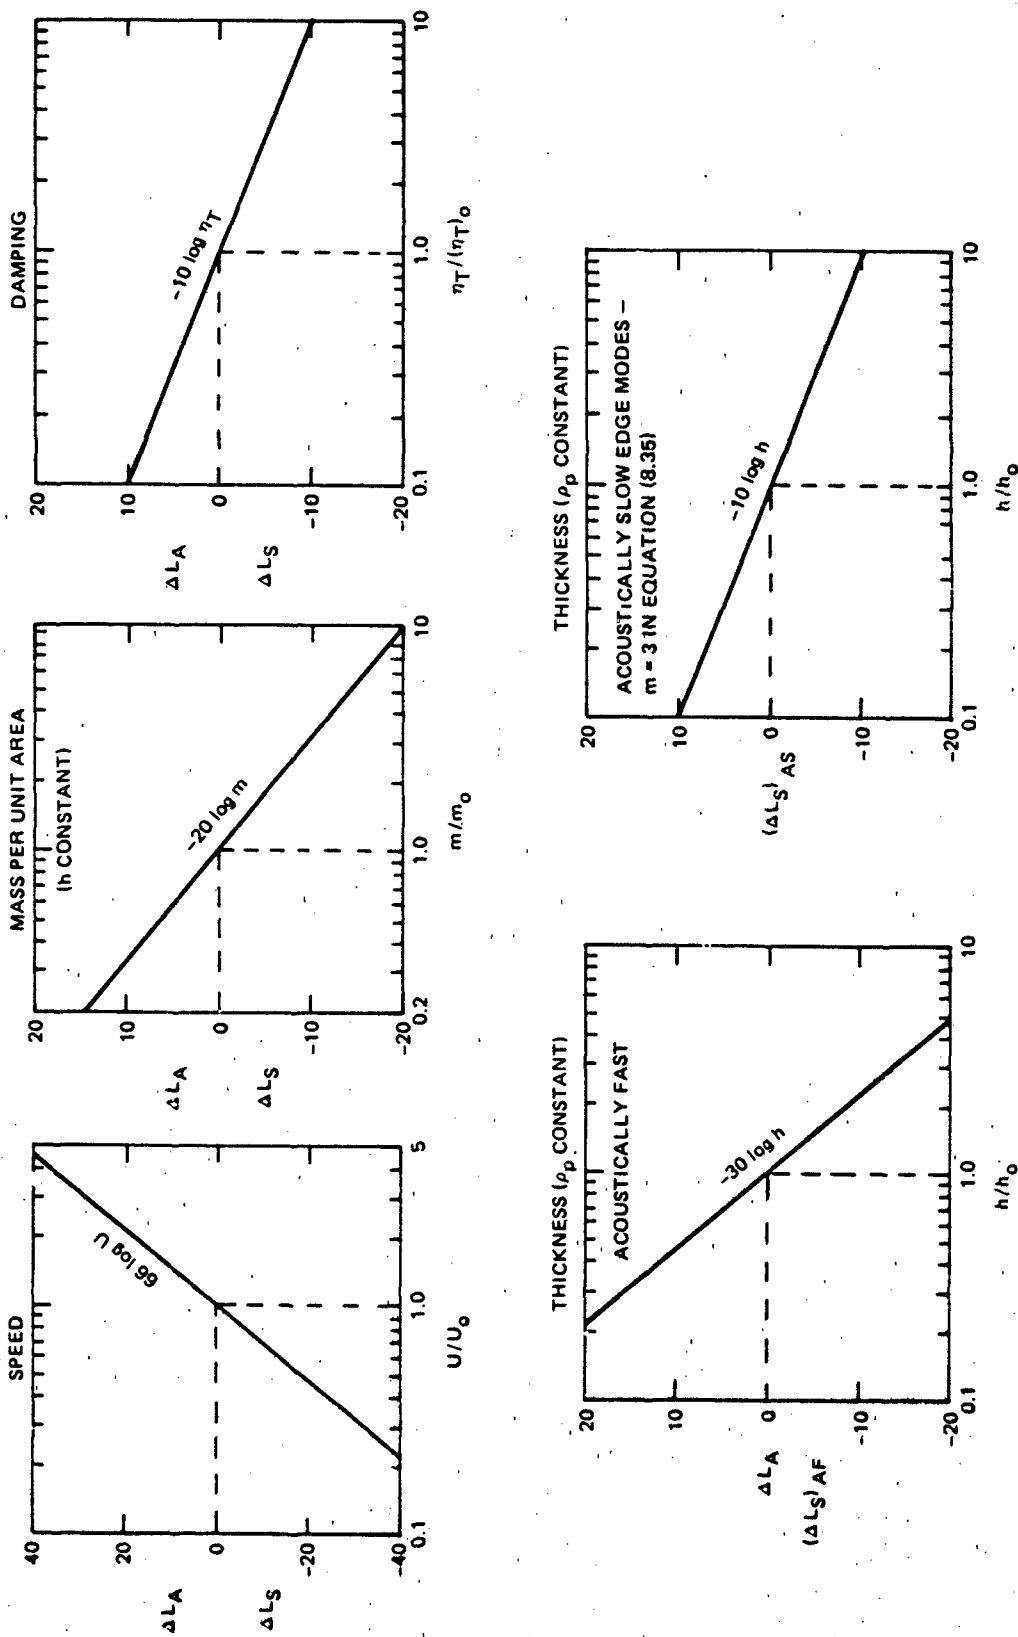 SPEED
40
20
0
-20
-40
ΔL_A
ΔL_S
66 log U
0.1
1.0
5
U/U_o
MASS PER UNIT AREA
(h CONSTANT)
20
10
0
-10
-20
ΔL_A
ΔL_S
-20 log m
0.2
1.0
10
m/m_o
DAMPING
20
10
0
-10
-20
ΔL_A
ΔL_S
-10 log η_T
0.1
1.0
10
η_T/(η_T)_o
THICKNESS (ρ_p CONSTANT)
ACOUSTICALLY FAST
20
10
0
-10
-20
ΔL_A
(ΔL_S)_AF
-30 log h
0.1
1.0
10
h/h_o
THICKNESS (ρ_p CONSTANT)
ACOUSTICALLY SLOW EDGE MODES –
m = 3 IN EQUATION (8.35)
20
10
0
-10
-20
(ΔL_S)_AS
-10 log h
0.1
1.0
10
h/h_o